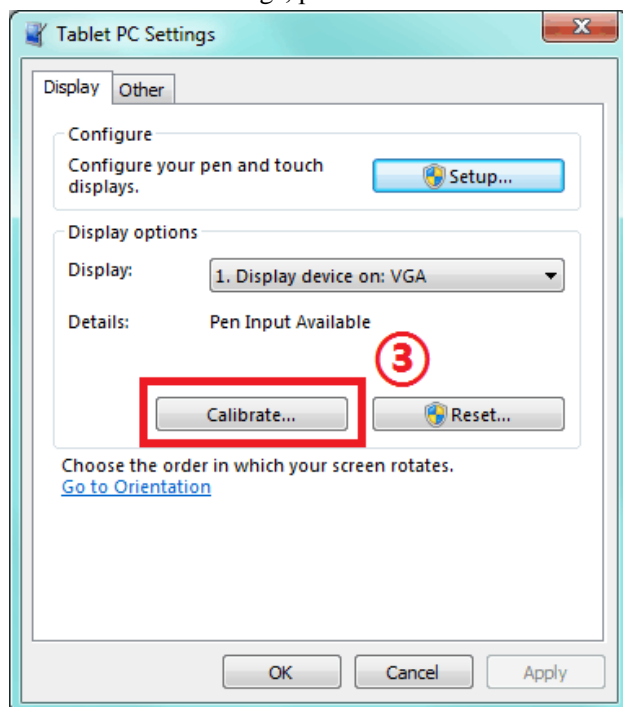 Tablet PC Settings
Display Other
Configure
Configure your pen and touch
displays.
Setup...
Display options
Display: 1. Display device on: VGA
Details: Pen Input Available
③
Calibrate... Reset...
Choose the order in which your screen rotates.
Go to Orientation
OK Cancel Apply